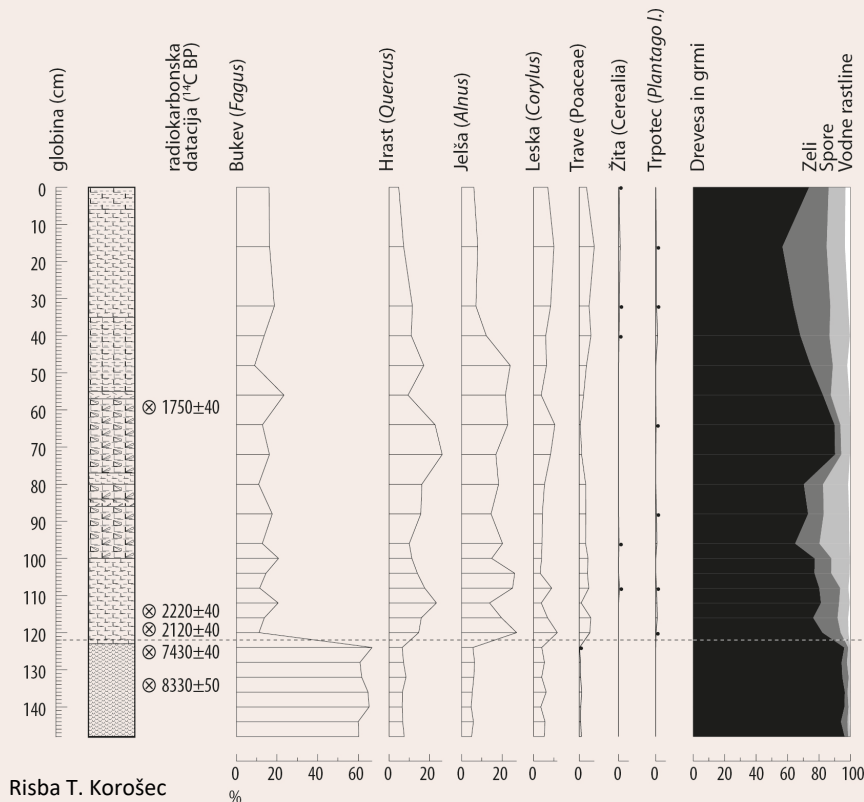 globina (cm)
radiokarbonska
datacija (¹⁴C BP)
Bukev (Fagus)
Hrast (Quercus)
Jelša (Alnus)
Leska (Corylus)
Trave (Poaceae)
Žita (Cerealia)
Trpotec (Plantago l.)
Drevesa in grmi
Zeli
Spore
Vodne rastline
0
10
20
30
40
50
60
70
80
90
100
110
120
130
140
⊗ 1750±40
⊗ 2220±40
⊗ 2120±40
⊗ 7430±40
⊗ 8330±50
0 60 0 20 0 20 0 0 0 0 0 20 40 60 80 100
%
Risba T. Korošec